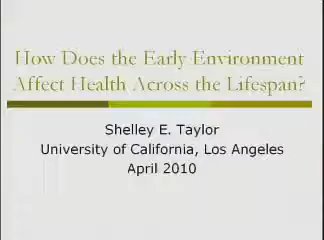 How Does the Early Environment
Affect Health Across the Lifespan?
Shelley E. Taylor
University of California, Los Angeles
April 2010